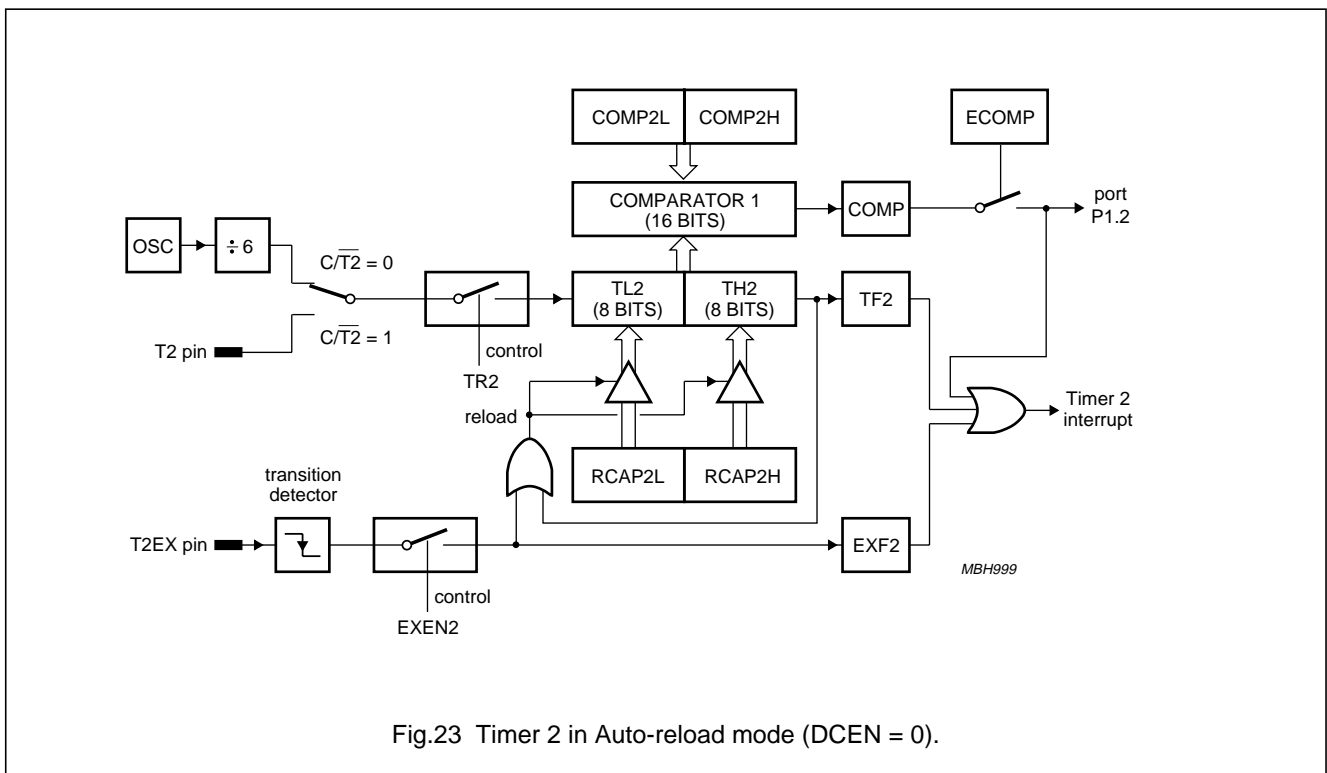 COMP2L COMP2H ECOMP
COMPARATOR 1
(16 BITS)
COMP
port
P1.2
OSC ÷ 6
C/T̅2̅ = 0
TL2
(8 BITS)
TH2
(8 BITS)
TF2
C/T̅2̅ = 1
T2 pin
control
TR2
reload
Timer 2
interrupt
RCAP2L RCAP2H
transition
detector
T2EX pin
EXF2
MBH999
control
EXEN2
Fig.23 Timer 2 in Auto-reload mode (DCEN = 0).